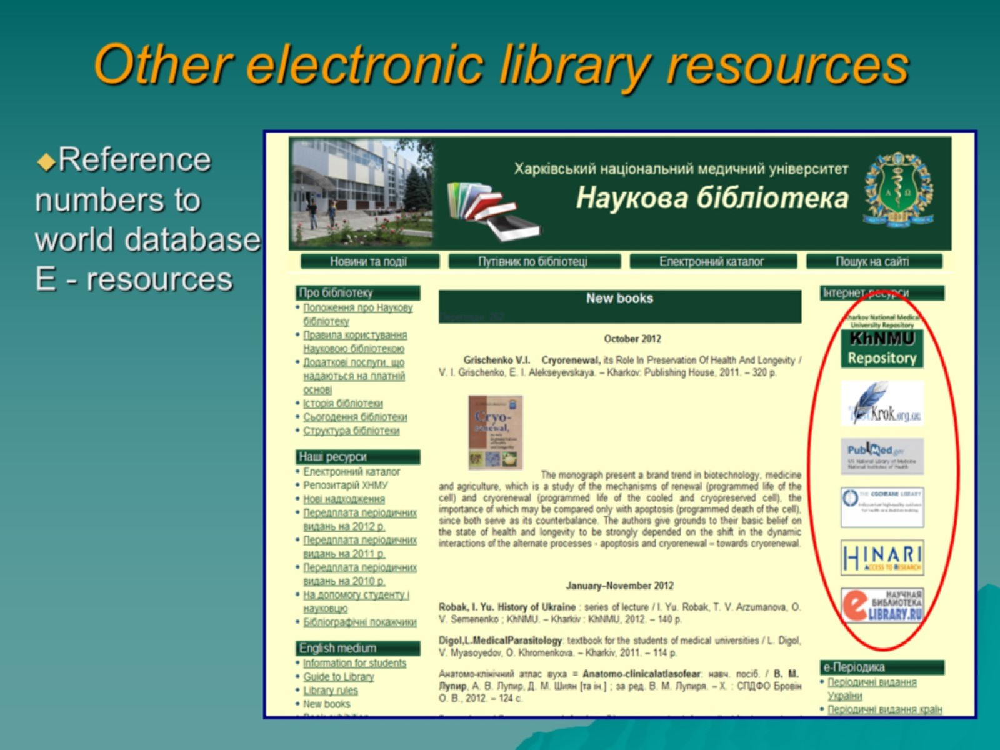 Other electronic library resources
Reference
numbers to
world database
E - resources
Харківський національний медичний університет
Наукова бібліотека
Новини та події
Путівник по бібліотеці
Електронний каталог
Пошук на сайті
Про бібліотеку
Положення про Наукову
бібліотеку
Правила користування
Науковою бібліотекою
Додаткові послуги, що
надаються на платній
основі
Історія бібліотеки
Сьогодення бібліотеки
Структура бібліотеки
Наші ресурси
Електронний каталог
Репозитарій ХНМУ
Нові надходження
Передплата періодичних
видань на 2012 р.
Передплата періодичних
видань на 2011 р.
Передплата періодичних
видань на 2010 р.
На допомогу студенту і
науковцю
Бібліографічні покажчики
English medium
Information for students
Guide to Library
Library rules
New books
New books
October 2012
Grischenko V.I. Cryorenewal, its Role In Preservation Of Health And Longevity /
V. I. Grischenko, E. I. Alekseyevskaya. – Kharkov: Publishing House, 2011. – 320 p.
Cryo-
renewal,
The monograph present a brand trend in biotechnology, medicine
and agriculture, which is a study of the mechanisms of renewal (programmed life of the
cell) and cryorenewal (programmed life of the cooled and cryopreserved cell), the
importance of which may be compared only with apoptosis (programmed death of the cell),
since both serve as its counterbalance. The authors give grounds to their basic belief on
the state of health and longevity to be strongly depended on the shift in the dynamic
interactions of the alternate processes - apoptosis and cryorenewal – towards cryorenewal.
January–November 2012
Robak, I. Yu. History of Ukraine : series of lecture / I. Yu. Robak, T. V. Arzumanova, O.
V. Semenenko ; KhNMU. – Kharkiv : KhNMU, 2012. – 140 p.
Digol,L.MedicalParasitology: textbook for the students of medical universities / L. Digol,
V. Myasoyedov, O. Khromenkova. – Kharkiv, 2011. – 114 p.
Анатомо-клінічний атлас вуха = Anatomo-clinicalatlasofear: навч. посіб. / В. М.
Лупир, А. В. Лупир, Д. М. Шиян [та ін.] ; за ред. В. М. Лупиря. – Х. : СПДФО Бровін
О. В., 2012. – 124 с.
Інтернет-ресурси
Kharkov National Medical
University Repository
KhNMU
Repository
Krok.org.ua
PubMed.gov
US National Library of Medicine
National Institutes of Health
THE COCHRANE LIBRARY
HINARI
ACCESS TO RESEARCH
НАУЧНАЯ
БИБЛИОТЕКА
eLIBRARY.RU
е-Періодика
Періодичні видання
України
Періодичні видання країн